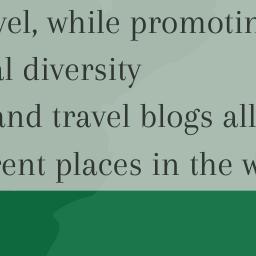 vel, while promotin
al diversity
and travel blogs all
rent places in the w